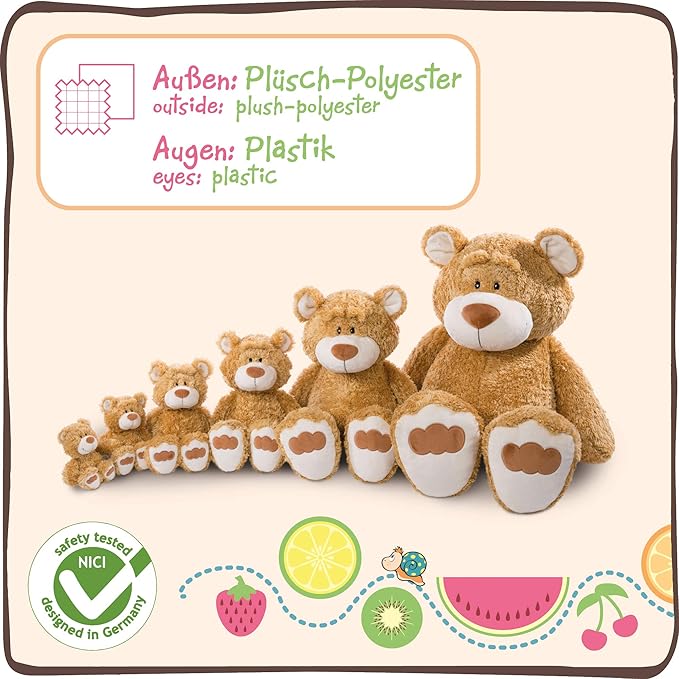 Außen: Plüsch-Polyester
outside: plush-polyester
Augen: Plastik
eyes: plastic
safety tested
NICI
designed in Germany